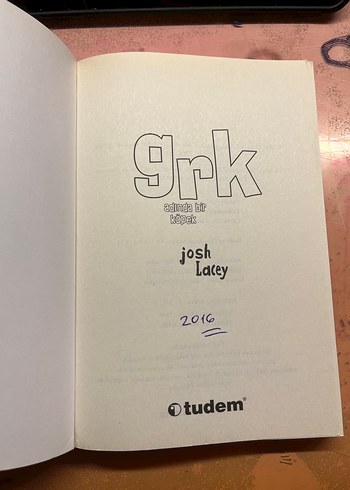 grk
adında bir
köpek
josh
Lacey
2016
tudem®